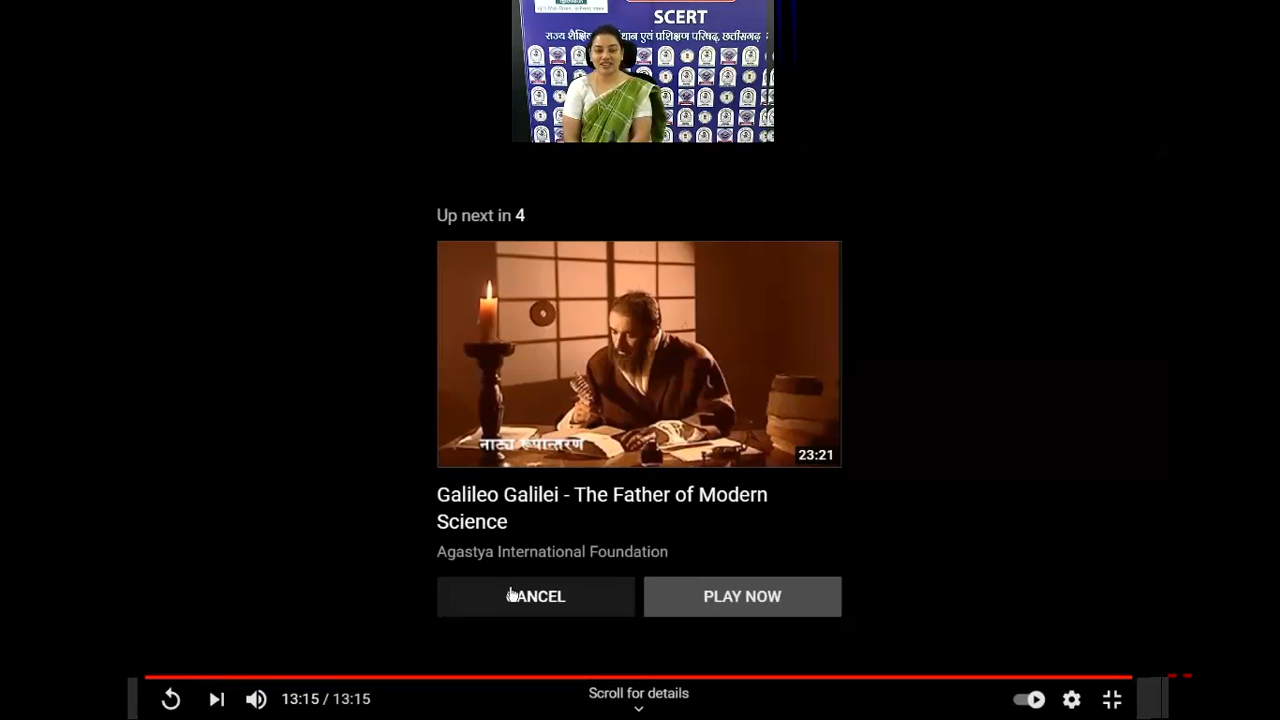 SCERT
राज्य शैक्षिक
एवं प्रशिक्षण परिषद, छत्तीसगढ़
Up next in 4
नाट्य रूपान्तरण
23:21
Galileo Galilei - The Father of Modern
Science
Agastya International Foundation
CANCEL
PLAY NOW
13:15 / 13:15
Scroll for details